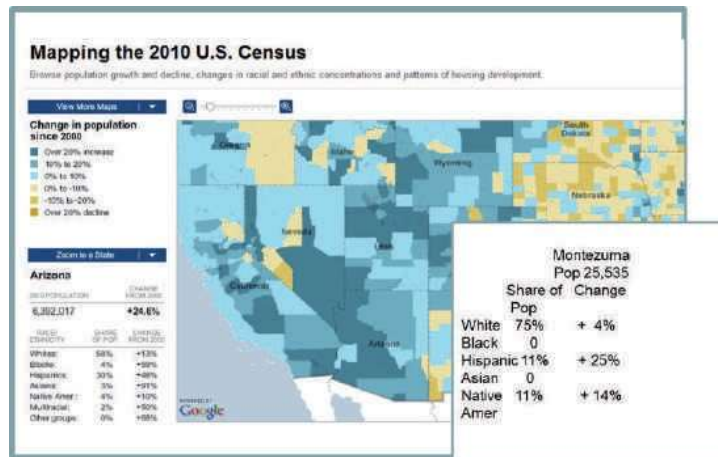 Mapping the 2010 U.S. Census
Browse population growth and decline, changes in racial and ethnic concentrations and patterns of housing development.
View More Maps
Change in population
since 2000
Over 20% increase
10% to 20%
0% to 10%
0% to -10%
-10% to -20%
Over 20% decline
Zoom to a State
Arizona
2010 POPULATION
CHANGE
FROM 2000
6,392,017
+24.6%
RACE/
ETHNICITY
SHARE
OF POP
CHANGE
FROM 2000
Whites: 58% +13%
Blacks: 4%
Hispanics: 30% +46%
Asians: 3% +91%
Native Amer.: 4% +10%
Multiracial: 2% +50%
Other groups: 0%
Oregon
Idaho
Wyoming
South
Dakota
Nebraska
Nevada
Utah
California
Arizona
POWERED BY
Google
Montezuma
Pop 25,535
Share of Change
Pop
White 75% + 4%
Black 0
Hispanic 11% + 25%
Asian 0
Native 11% + 14%
Amer